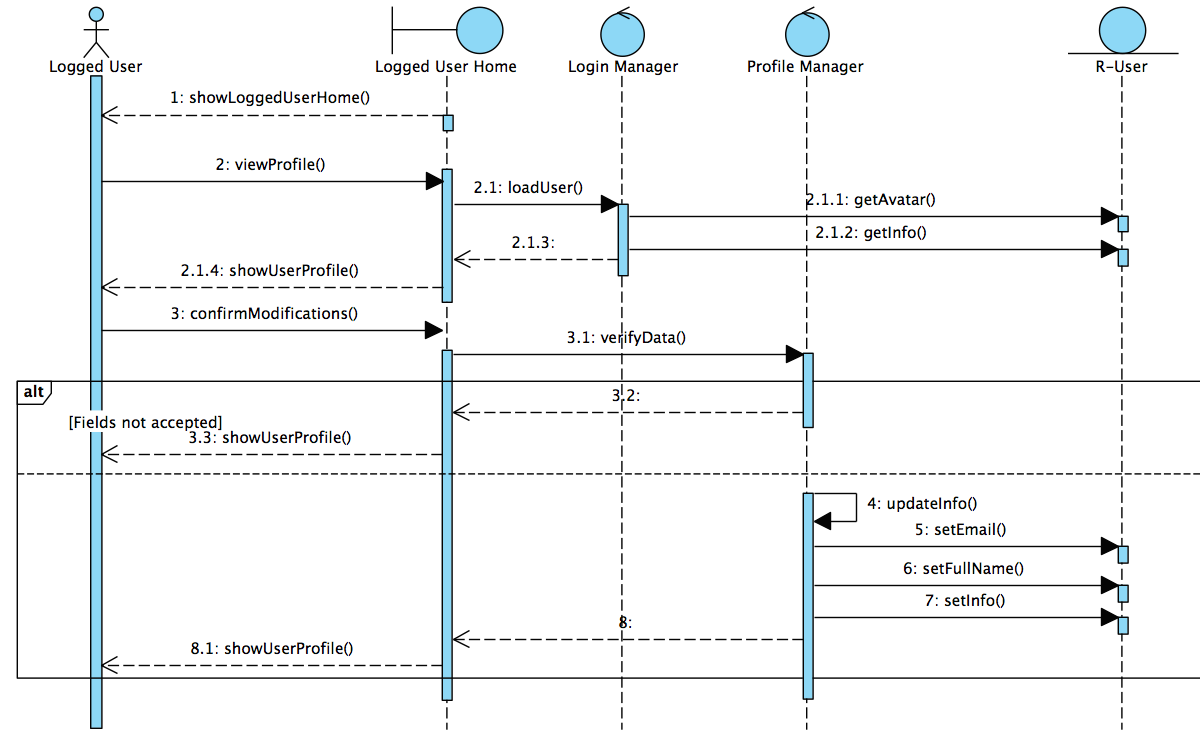 Logged User
Logged User Home
Login Manager
Profile Manager
R-User
1: showLoggedUserHome()
2: viewProfile()
2.1: loadUser()
2.1.1: getAvatar()
2.1.2: getInfo()
2.1.3:
2.1.4: showUserProfile()
3: confirmModifications()
3.1: verifyData()
alt
3.2:
[Fields not accepted]
3.3: showUserProfile()
4: updateInfo()
5: setEmail()
6: setFullName()
7: setInfo()
8:
8.1: showUserProfile()